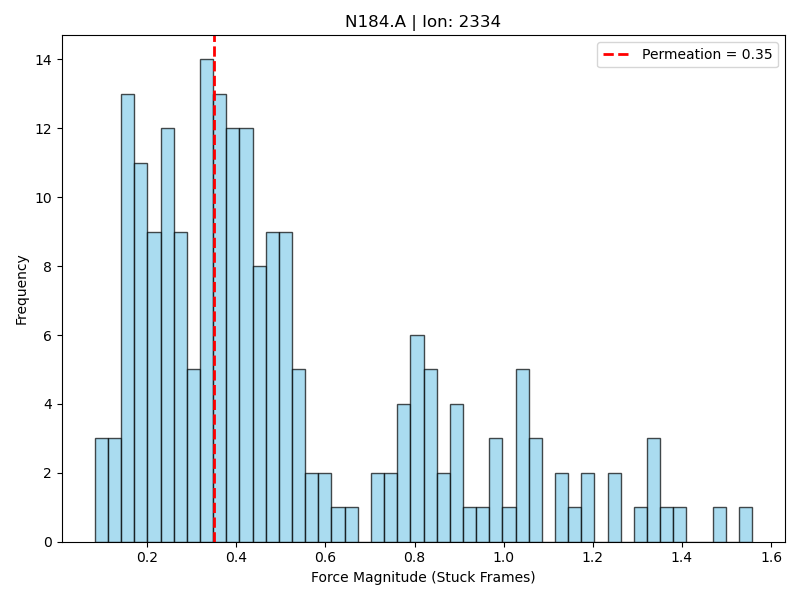 N184.A | Ion: 2334
Permeation = 0.35
Frequency
14
12
10
8
6
4
2
0
0.2 0.4 0.6 0.8 1.0 1.2 1.4 1.6
Force Magnitude (Stuck Frames)